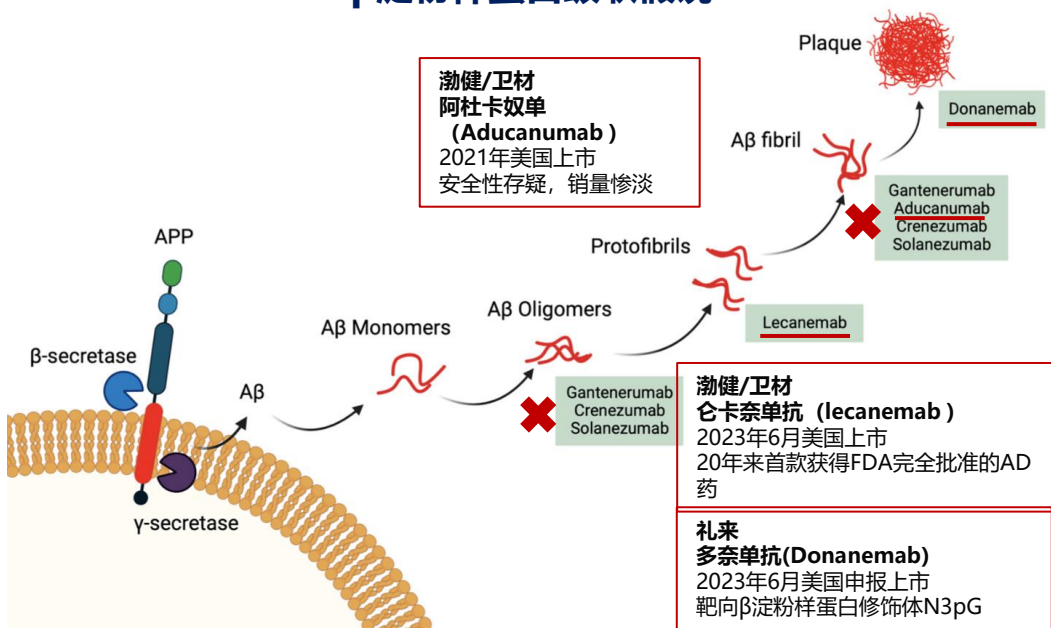 Plaque
渤健/卫材
阿杜卡奴单
（Aducanumab ）
2021年美国上市
安全性存疑，销量惨淡
Donanemab
Aβ fibril
Gantenerumab
Aducanumab
Crenezumab
Solanezumab
APP
Protofibrils
Lecanemab
Aβ Oligomers
Aβ Monomers
β-secretase
Aβ
Gantenerumab
Crenezumab
Solanezumab
γ-secretase
渤健/卫材
仑卡奈单抗（lecanemab ）
2023年6月美国上市
20年来首款获得FDA完全批准的AD
药
礼来
多奈单抗(Donanemab)
2023年6月美国申报上市
靶向β淀粉样蛋白修饰体N3pG